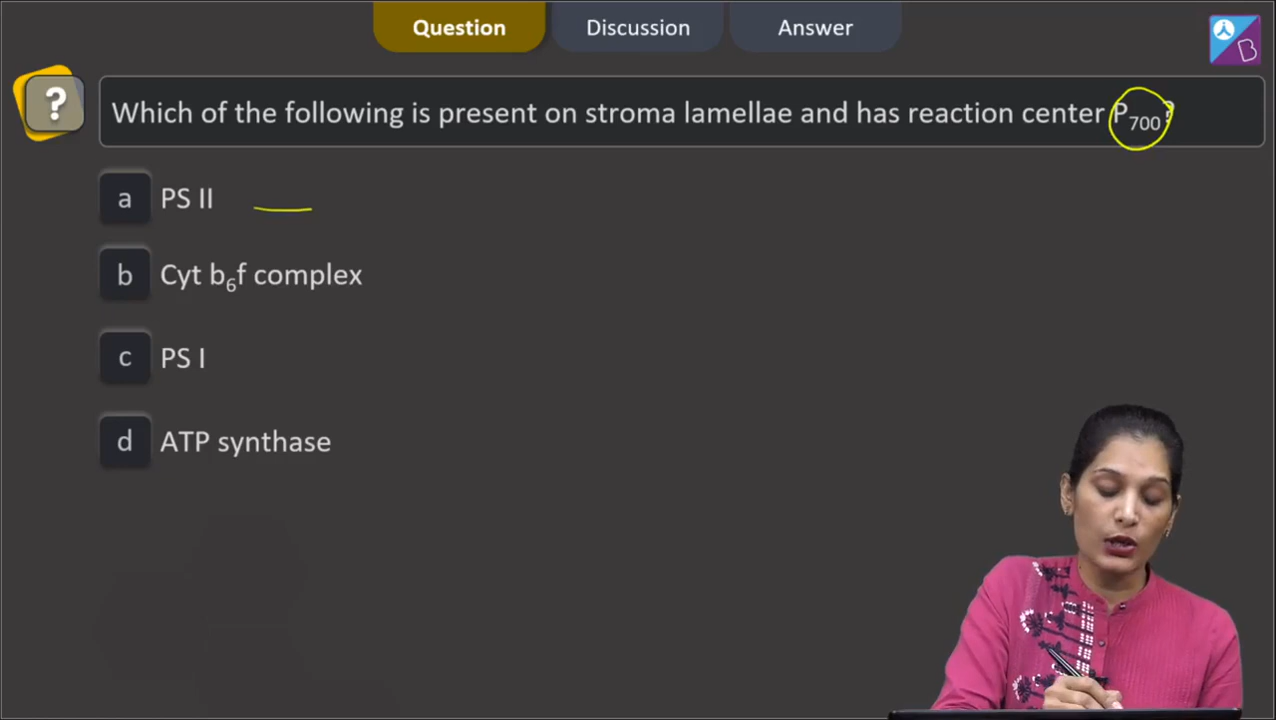 Question Discussion Answer
?
Which of the following is present on stroma lamellae and has reaction center P₇₀₀?
a PS II
b Cyt b₆f complex
c PS I
d ATP synthase
B